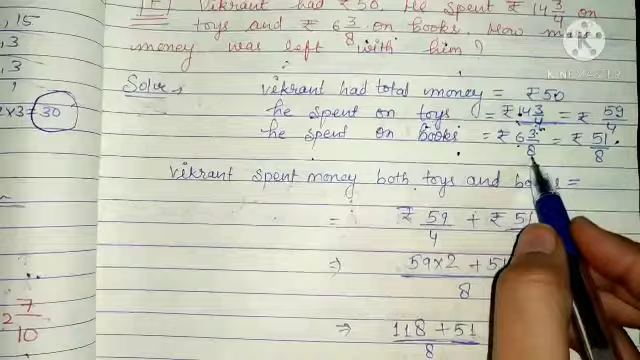 Vikrant had ₹ 50. He spent ₹ 14 3/4 on
toys and ₹ 6 3/8 on books. How much
money was left with him?
Solve
Vikrant had total money = ₹ 50
he spent on toys = ₹ 14 3/4 = ₹ 59/4
he spent on books = ₹ 6 3/8 = ₹ 51/8
Vikrant spent money both toys and =
= ₹ 59/4 + ₹
⇒ 59×2 + 8
⇒ 118 + 51 / 8
, 15
, 3
, 3
×3 = 30
2 7/10
KINEMASTER